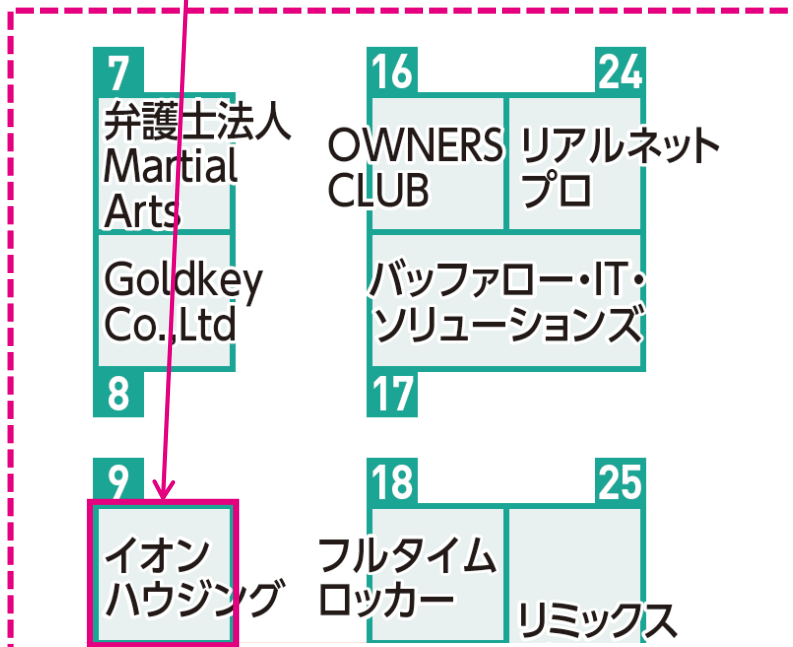 7
弁護士法人
Martial
Arts
Goldkey
Co.,Ltd
8
16
24
OWNERS
CLUB
リアルネット
プロ
バッファロー・IT・
ソリューションズ
17
9
イオン
ハウジング
18
25
フルタイム
ロッカー
リミックス